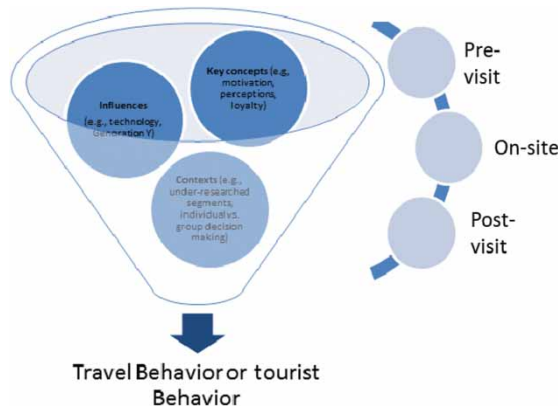 Key concepts (e.g,
motivation,
perceptions,
loyalty)
Influences
(e.g., technology,
Generation Y)
Contexts (e.g.,
under-researched
segments,
individual vs.
group decision
making)
Travel Behavior or tourist
Behavior
Pre-
visit
On-site
Post-
visit